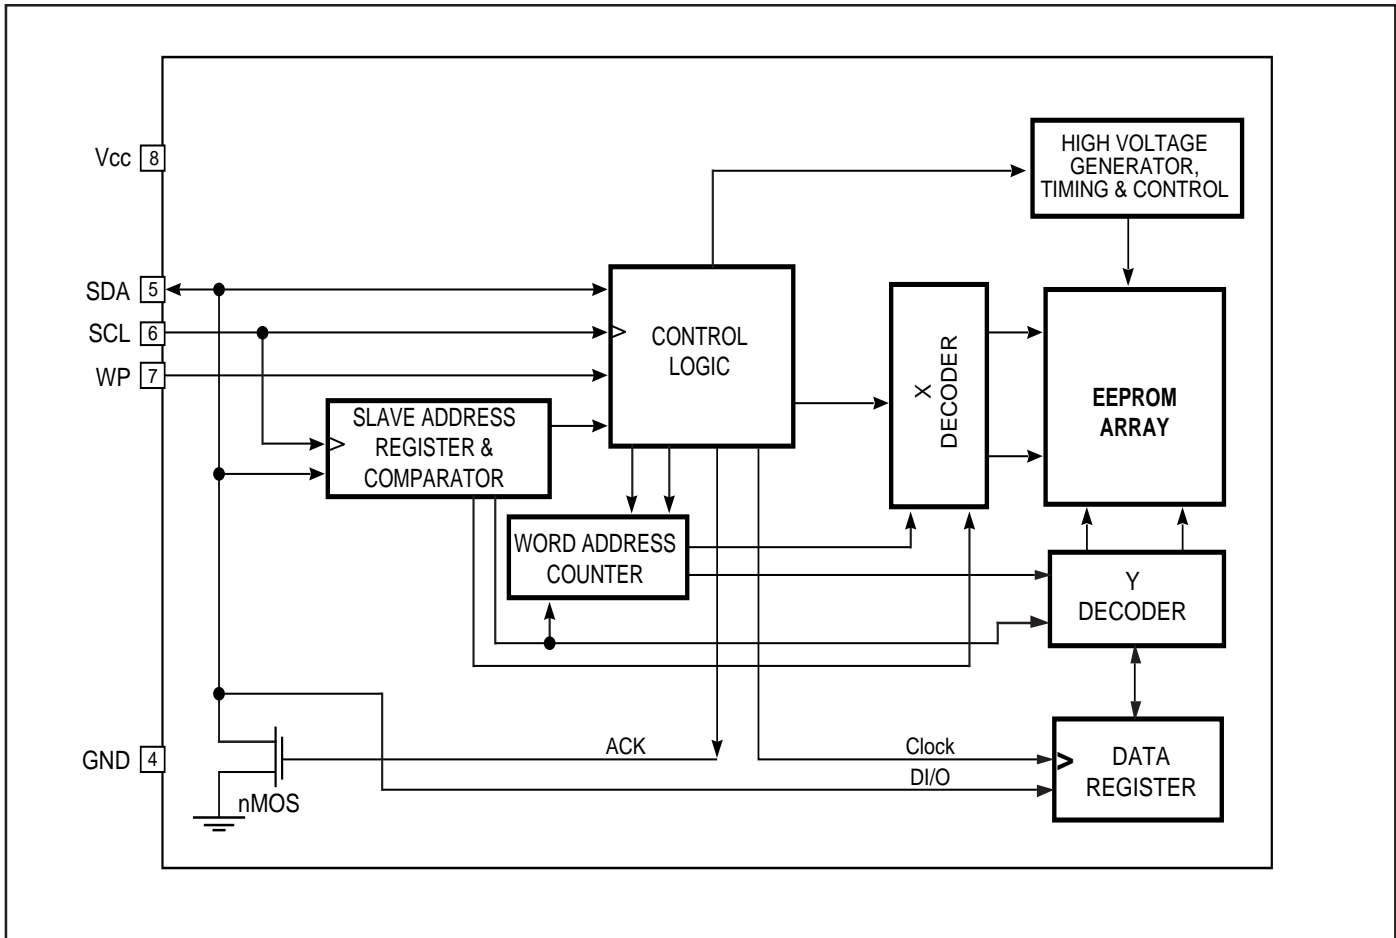 Vcc 8
SDA 5
SCL 6
WP 7
GND 4
HIGH VOLTAGE
GENERATOR,
TIMING & CONTROL
CONTROL
LOGIC
X
DECODER
EEPROM
ARRAY
SLAVE ADDRESS
REGISTER &
COMPARATOR
WORD ADDRESS
COUNTER
Y
DECODER
ACK
Clock
DI/O
DATA
REGISTER
nMOS